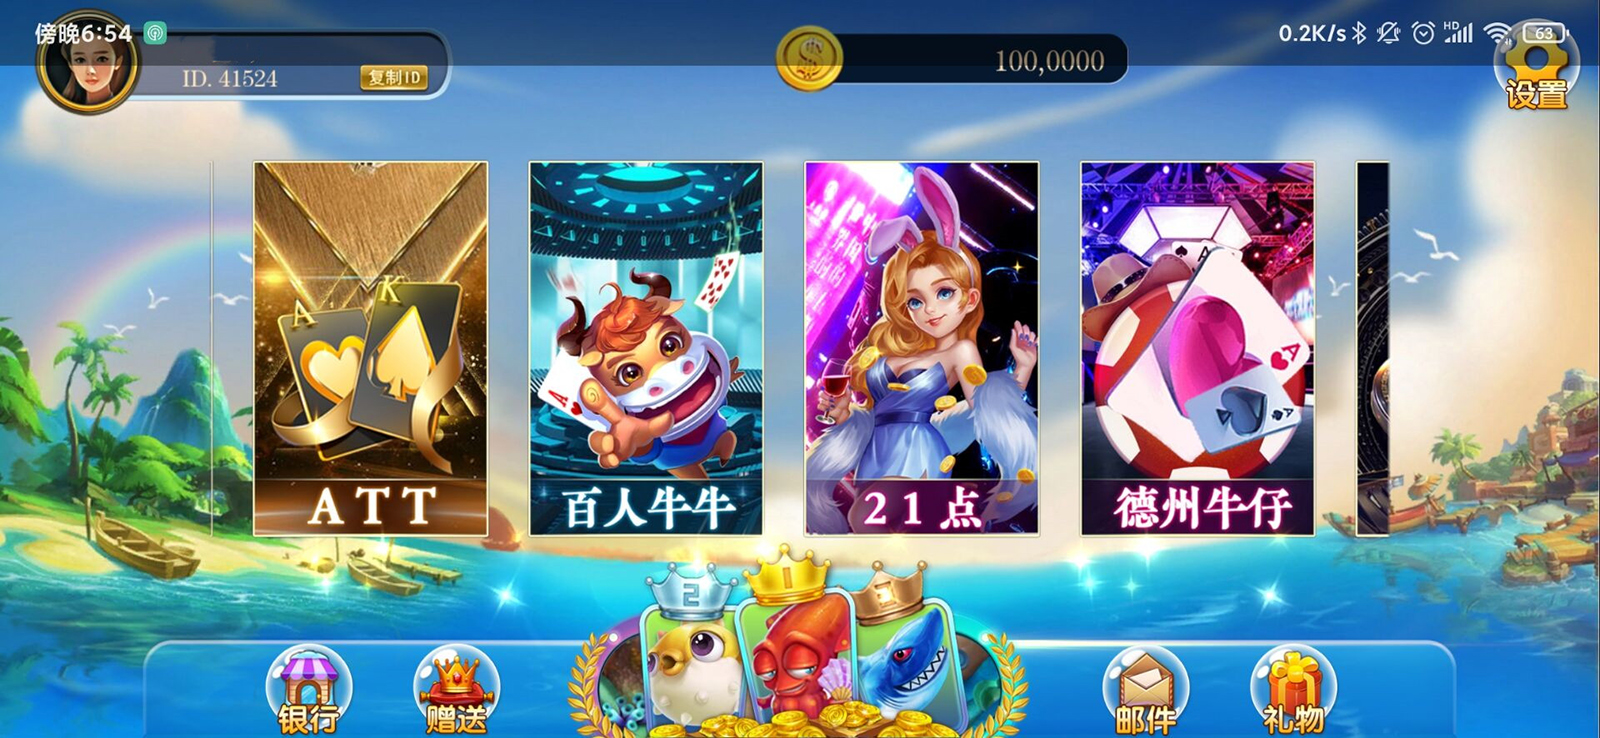 傍晚6:54
0.2K/s
HD
63
ID. 41524
复制ID
100,0000
设置
A
K
ATT
A
百人牛牛
21点
A
A
A
德州牛仔
2
1
3
银行
赠送
邮件
礼物